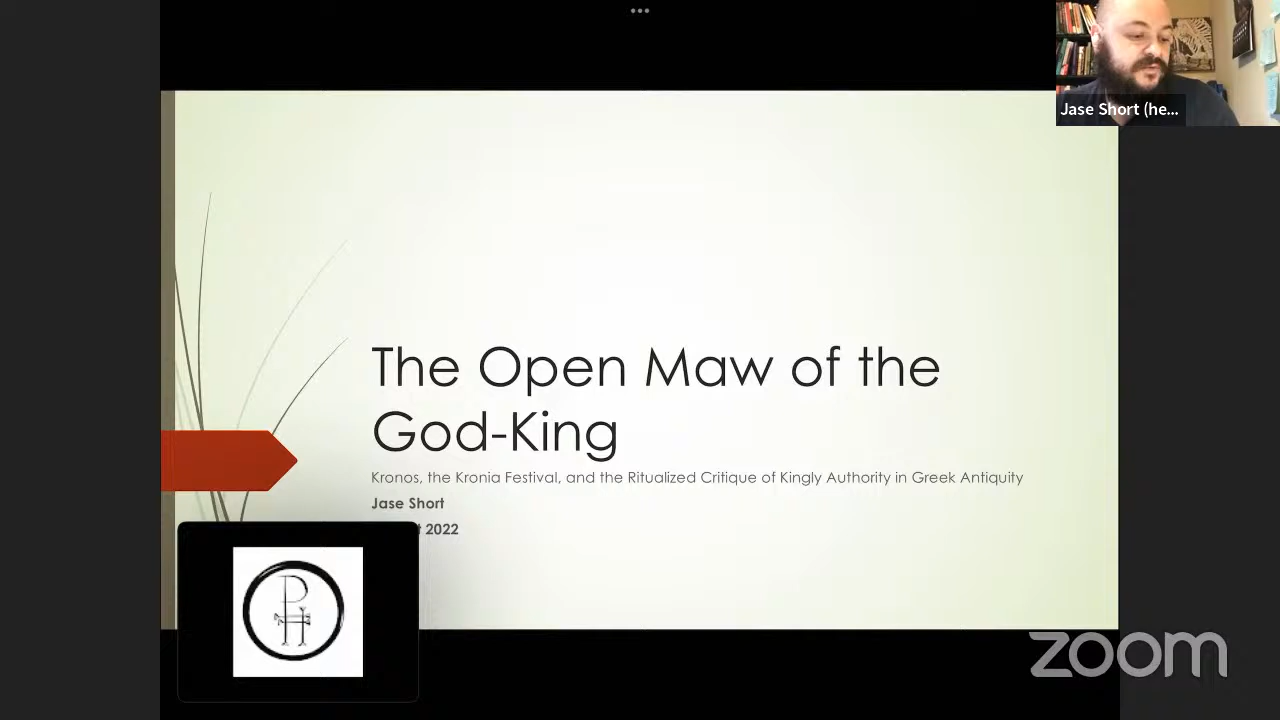 Jase Short (he...
The Open Maw of the
God-King
Kronos, the Kronia Festival, and the Ritualized Critique of Kingly Authority in Greek Antiquity
Jase Short
2022
PH
zoom